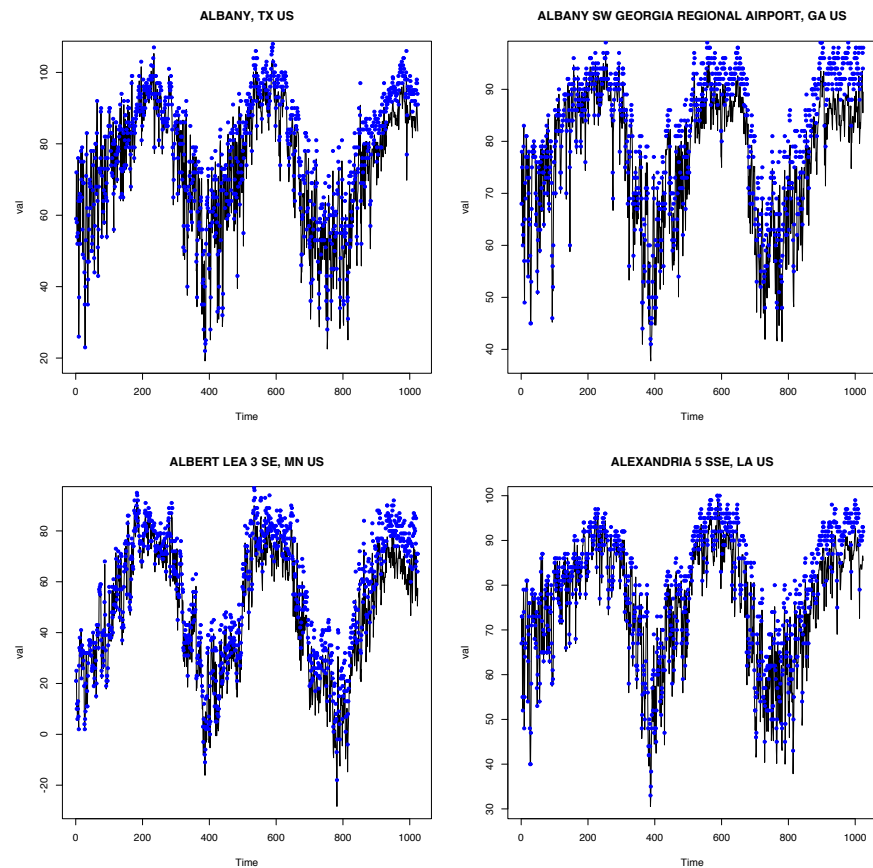 ALBANY, TX US
val
20 40 60 80 100
0 200 400 600 800 1000
Time
ALBANY SW GEORGIA REGIONAL AIRPORT, GA US
val
40 50 60 70 80 90
0 200 400 600 800 1000
Time
ALBERT LEA 3 SE, MN US
val
-20 0 20 40 60 80
0 200 400 600 800 1000
Time
ALEXANDRIA 5 SSE, LA US
val
30 40 50 60 70 80 90 100
0 200 400 600 800 1000
Time